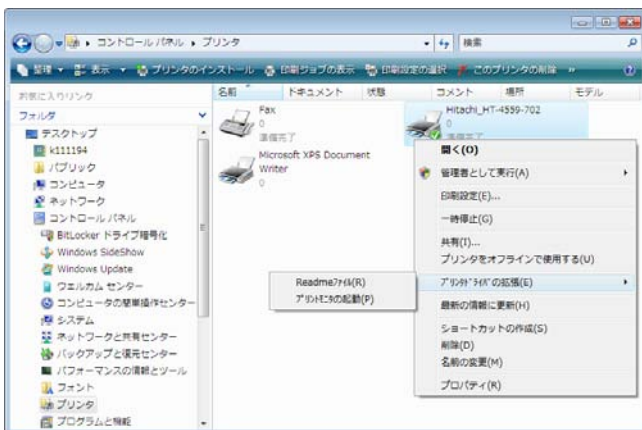 コントロール パネル ▸ プリンタ
検索
整理 表示 プリンタのインストール 印刷ジョブの表示 印刷設定の選択 このプリンタの削除 »
お気に入りリンク
フォルダ
デスクトップ
k111194
パブリック
コンピュータ
ネットワーク
コントロール パネル
BitLocker ドライブ暗号化
Windows SideShow
Windows Update
ウェルカム センター
コンピュータの簡単操作センター
システム
ネットワークと共有センター
バックアップと復元センター
パフォーマンスの情報とツール
フォント
プリンタ
プログラムと機能
名前 ドキュメント 状態 コメント 場所 モデル
Fax
0
準備完了
Hitachi_HT-4559-702
0
準備完了
Microsoft XPS Document
Writer
0
開く(O)
管理者として実行(A)
印刷設定(E)...
一時停止(G)
共有(I)...
プリンタをオフラインで使用する(U)
プリンタドライバの拡張(E)
最新の情報に更新(H)
ショートカットの作成(S)
削除(D)
名前の変更(M)
プロパティ(R)
Readmeファイル(R)
プリントモニタの起動(P)